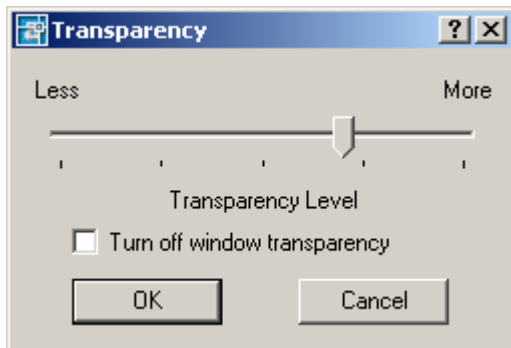 Transparency
Less More
Transparency Level
Turn off window transparency
OK Cancel